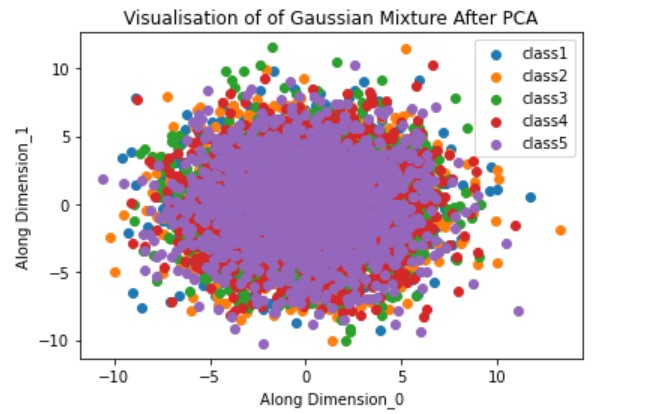 Visualisation of of Gaussian Mixture After PCA
class1
class2
class3
class4
class5
10
5
0
−5
−10
Along Dimension_1
−10 −5 0 5 10
Along Dimension_0